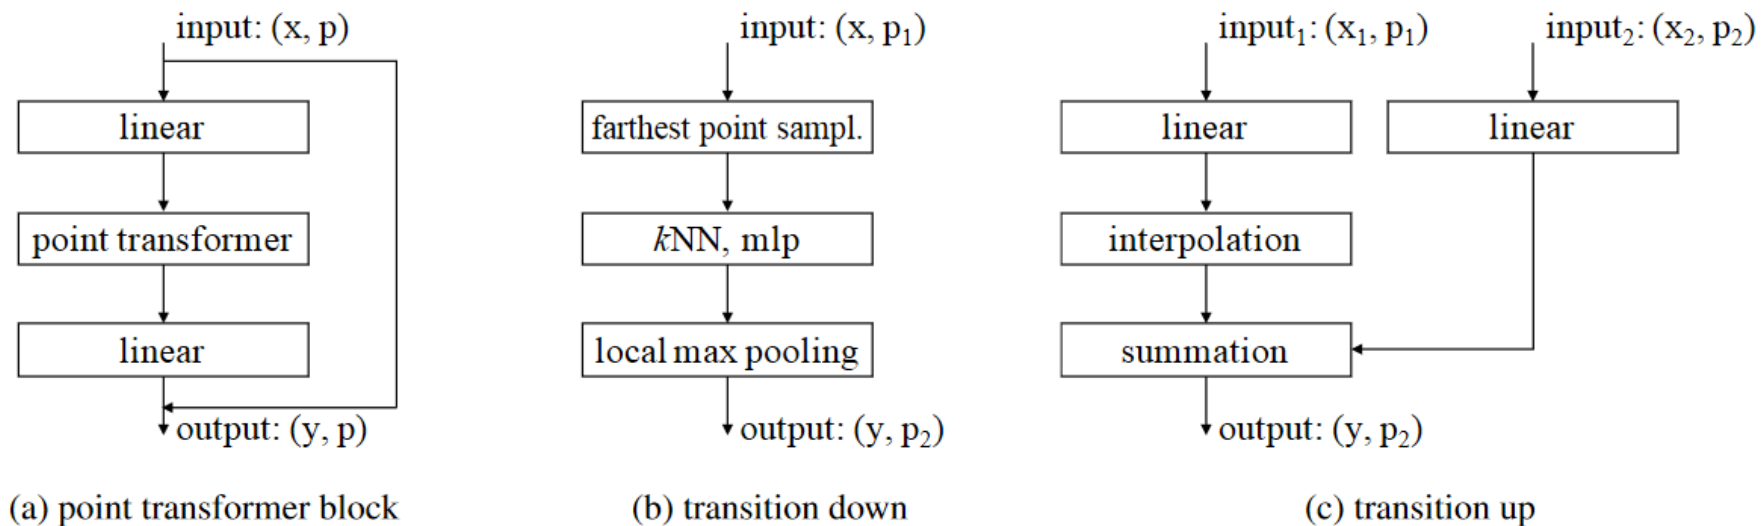 input: (x, p)
linear
point transformer
linear
output: (y, p)
(a) point transformer block
input: (x, p₁)
farthest point sampl.
kNN, mlp
local max pooling
output: (y, p₂)
(b) transition down
input₁: (x₁, p₁)
input₂: (x₂, p₂)
linear
linear
interpolation
summation
output: (y, p₂)
(c) transition up